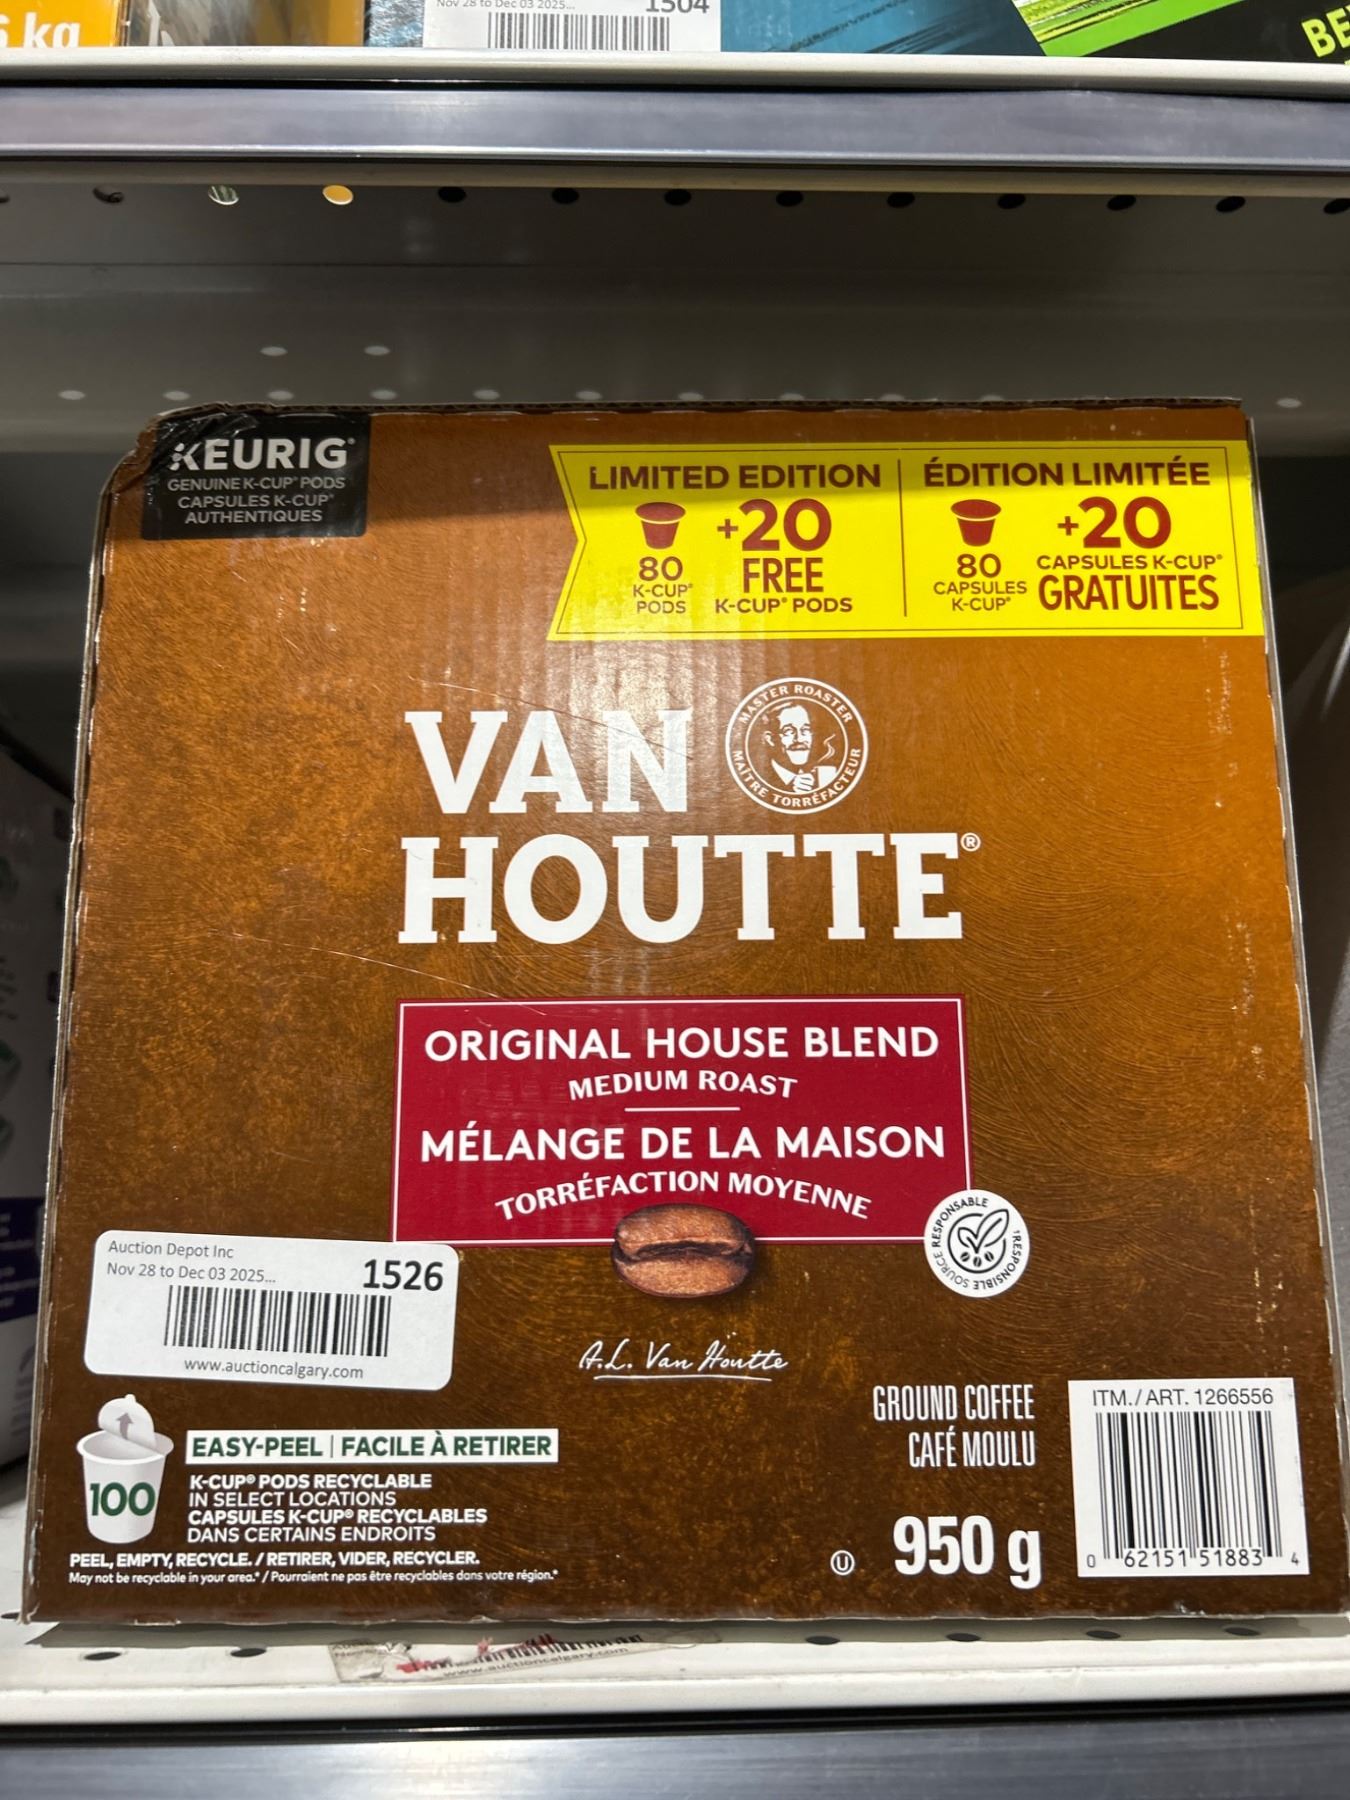 kg
Nov 28 to Dec 03 2025...
1504
BE
KEURIG®
GENUINE K-CUP® PODS
CAPSULES K-CUP®
AUTHENTIQUES
LIMITED EDITION
80
K-CUP®
PODS
+20
FREE
K-CUP® PODS
ÉDITION LIMITÉE
80
CAPSULES
K-CUP®
+20
CAPSULES K-CUP®
GRATUITES
VAN
MASTER ROASTER
MAÎTRE TORRÉFACTEUR
HOUTTE®
ORIGINAL HOUSE BLEND
MEDIUM ROAST
MÉLANGE DE LA MAISON
TORRÉFACTION MOYENNE
RESPONSABLE
RESPONSIBLE SOURCE
Auction Depot Inc
Nov 28 to Dec 03 2025...
1526
www.auctioncalgary.com
A.L. Van Houtte
GROUND COFFEE
CAFÉ MOULU
950 g
U
ITM./ART. 1266556
0 62151 51883 4
100
EASY-PEEL | FACILE À RETIRER
K-CUP® PODS RECYCLABLE
IN SELECT LOCATIONS
CAPSULES K-CUP® RECYCLABLES
DANS CERTAINS ENDROITS
PEEL, EMPTY, RECYCLE. / RETIRER, VIDER, RECYCLER.
May not be recyclable in your area.* / Pourraient ne pas être recyclables dans votre région.*
www.auctioncalgary.com